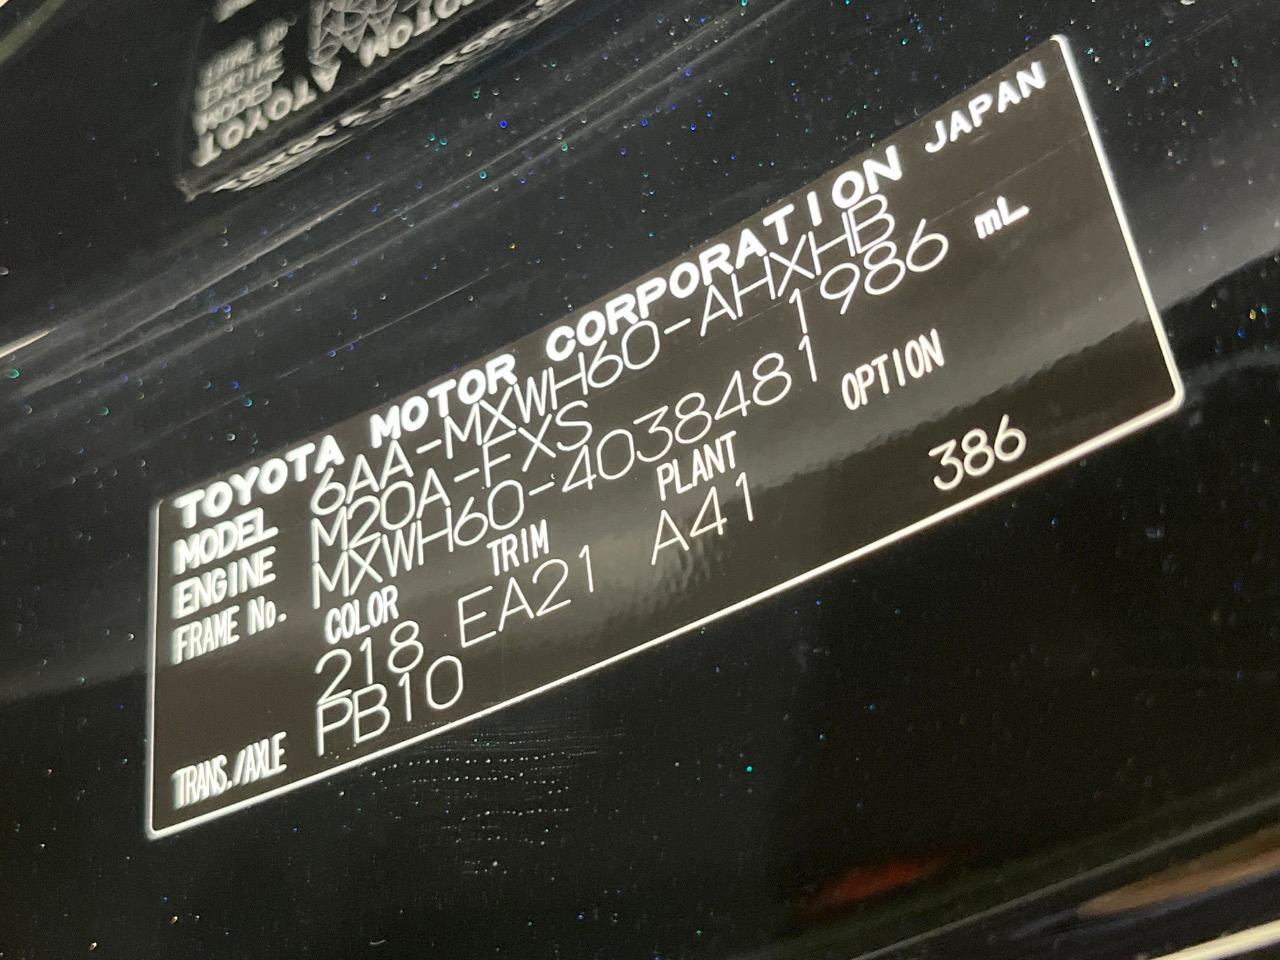 TOYOTA MOTOR CORPORATION JAPAN
MODEL 6AA-MXWH60-AHXHB
ENGINE M20A-FXS 1986 mL
FRAME No. MXWH60-4038481
COLOR TRIM PLANT OPTION
218 EA21 A41 386
TRANS./AXLE PB10